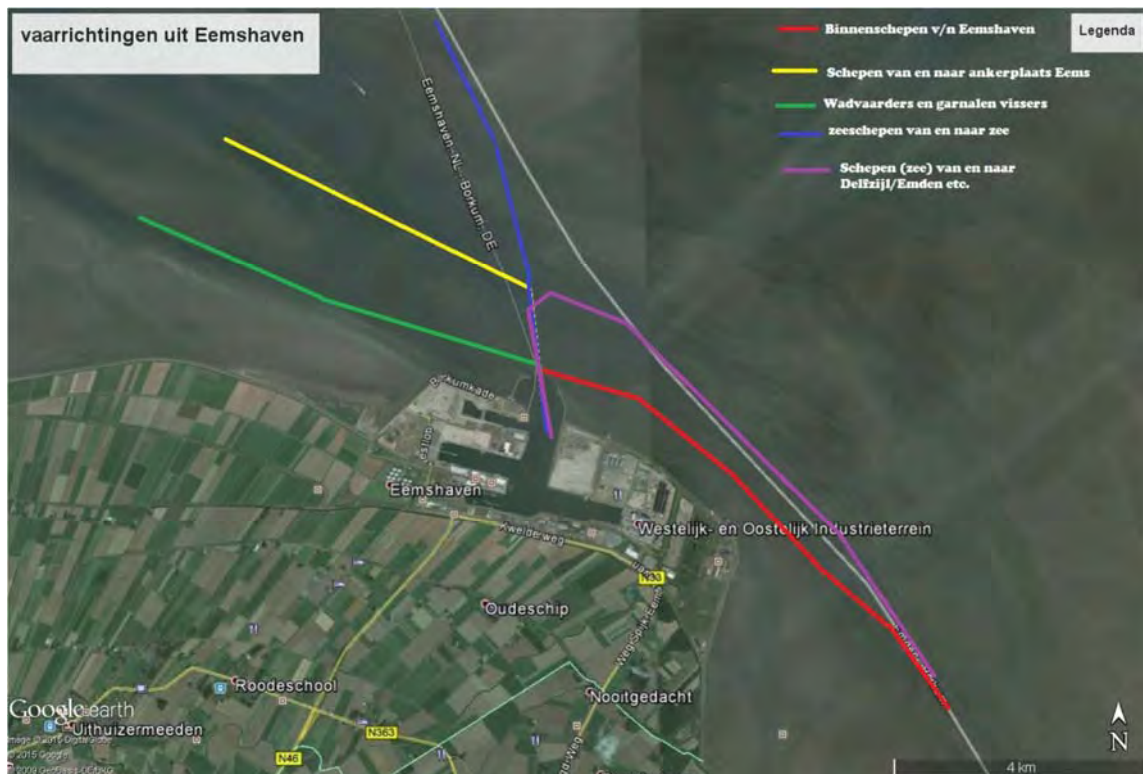 vaarrichtingen uit Eemshaven
Legenda
Binnenschepen v/n Eemshaven
Schepen van en naar ankerplaats Eems
Wadvaarders en garnalen vissers
zeeschepen van en naar zee
Schepen (zee) van en naar
Delfzijl/Emden etc.
Eemshaven-NL - Borkum, DE
Eemshaven
Kwelderweg
Westelijk- en Oostelijk Industrieterrein
N33
Oudeschip
Roodeschool
Nooitgedacht
Google earth
Uithuizermeeden
N363
N46
© 2015 Google
N
4 km